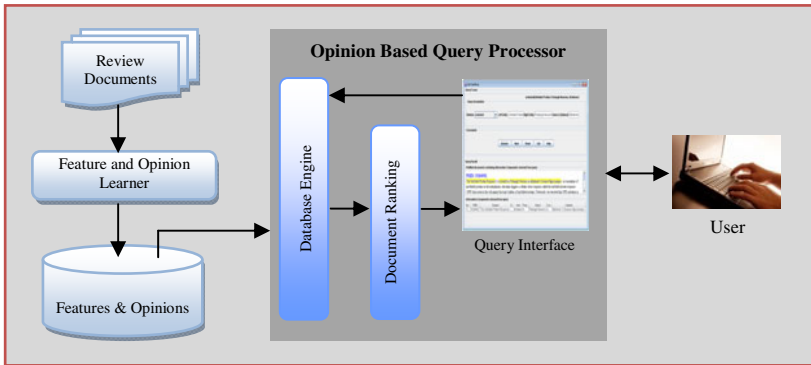 Opinion Based Query Processor
Review
Documents
Feature and Opinion
Learner
Features & Opinions
Database Engine
Document Ranking
Query Interface
User